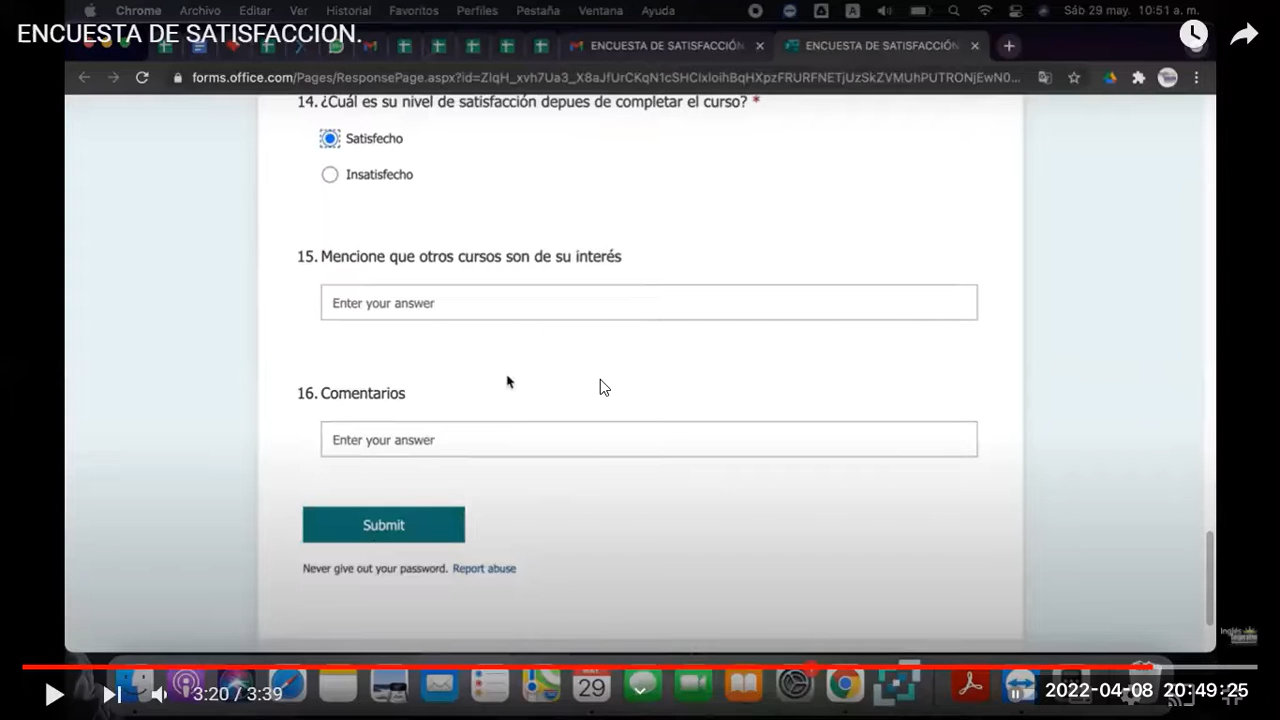 Chrome Archivo Editar Ver Historial Favoritos Perfiles Pestaña Ventana Ayuda Sáb 29 may. 10:51 a. m.
ENCUESTA DE SATISFACCION.
ENCUESTA DE SATISFACCIÓN ENCUESTA DE SATISFACCIÓN
14. ¿Cuál es su nivel de satisfacción depues de completar el curso? *
Satisfecho
Insatisfecho
15. Mencione que otros cursos son de su interés
Enter your answer
16. Comentarios
Enter your answer
Submit
Never give out your password. Report abuse
29
3:20 / 3:39
2022-04-08 20:49:25